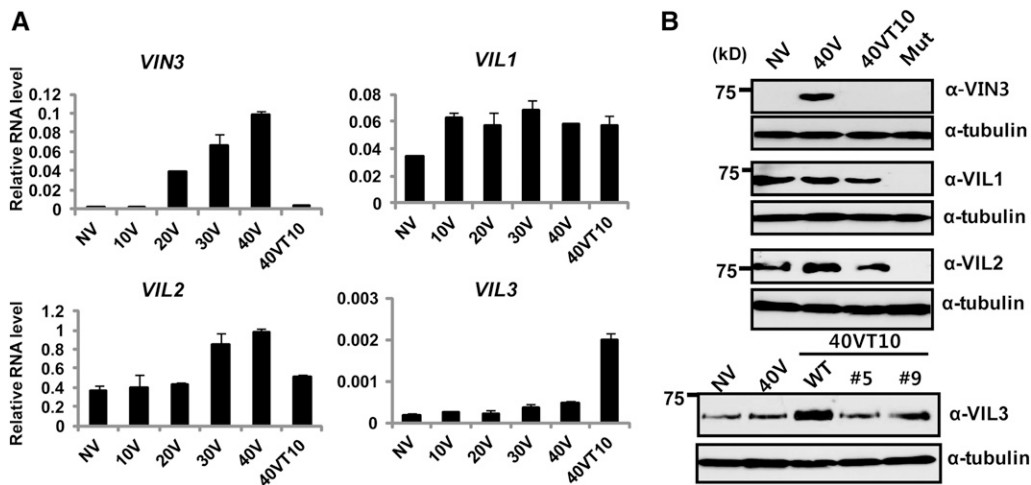 A
VIN3
Relative RNA level
0.12
0.1
0.08
0.06
0.04
0.02
0
NV
10V
20V
30V
40V
40VT10
VIL1
0.08
0.06
0.04
0.02
0.00
NV
10V
20V
30V
40V
40VT10
VIL2
Relative RNA level
1.2
1
0.8
0.6
0.4
0.2
0
NV
10V
20V
30V
40V
40VT10
VIL3
0.003
0.002
0.001
0
NV
10V
20V
30V
40V
40VT10
B
(kD)
NV
40V
40VT10
Mut
75
α-VIN3
α-tubulin
75
α-VIL1
α-tubulin
75
α-VIL2
α-tubulin
40VT10
NV
40V
WT
#5
#9
75
α-VIL3
α-tubulin